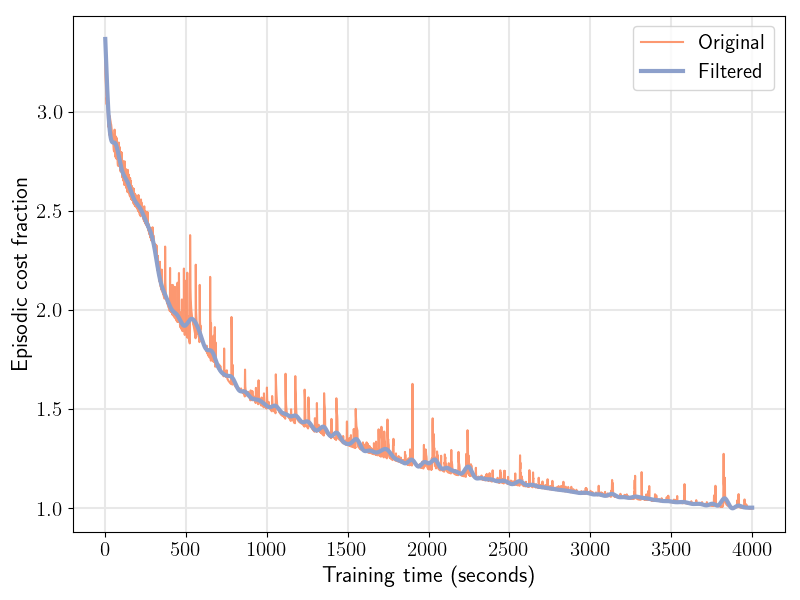 Original
Filtered
Episodic cost fraction
3.0
2.5
2.0
1.5
1.0
0 500 1000 1500 2000 2500 3000 3500 4000
Training time (seconds)